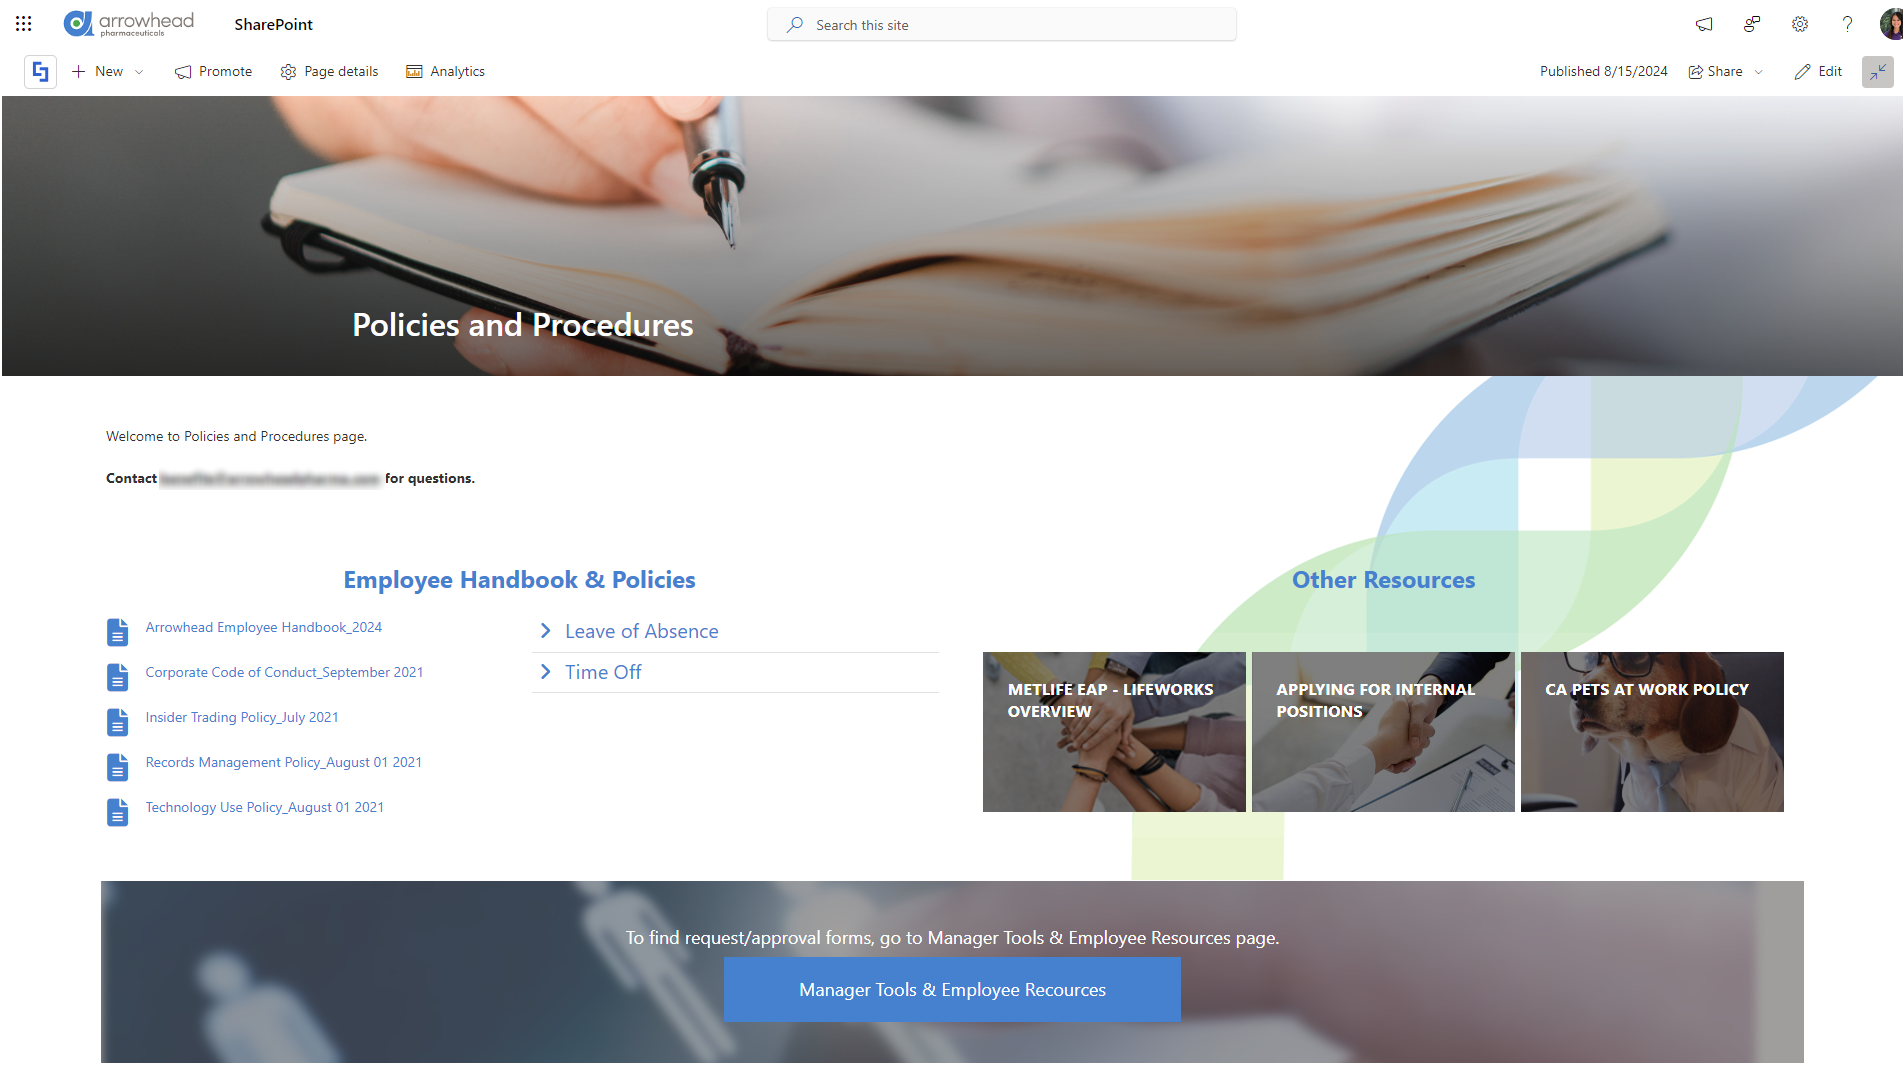 arrowhead
pharmaceuticals
SharePoint
Search this site
?
New
Promote
Page details
Analytics
Published 8/15/2024
Share
Edit
Policies and Procedures
Welcome to Policies and Procedures page.
Contact for questions.
Employee Handbook & Policies
Arrowhead Employee Handbook_2024
Corporate Code of Conduct_September 2021
Insider Trading Policy_July 2021
Records Management Policy_August 01 2021
Technology Use Policy_August 01 2021
Leave of Absence
Time Off
Other Resources
METLIFE EAP - LIFEWORKS
OVERVIEW
APPLYING FOR INTERNAL
POSITIONS
CA PETS AT WORK POLICY
To find request/approval forms, go to Manager Tools & Employee Resources page.
Manager Tools & Employee Recources